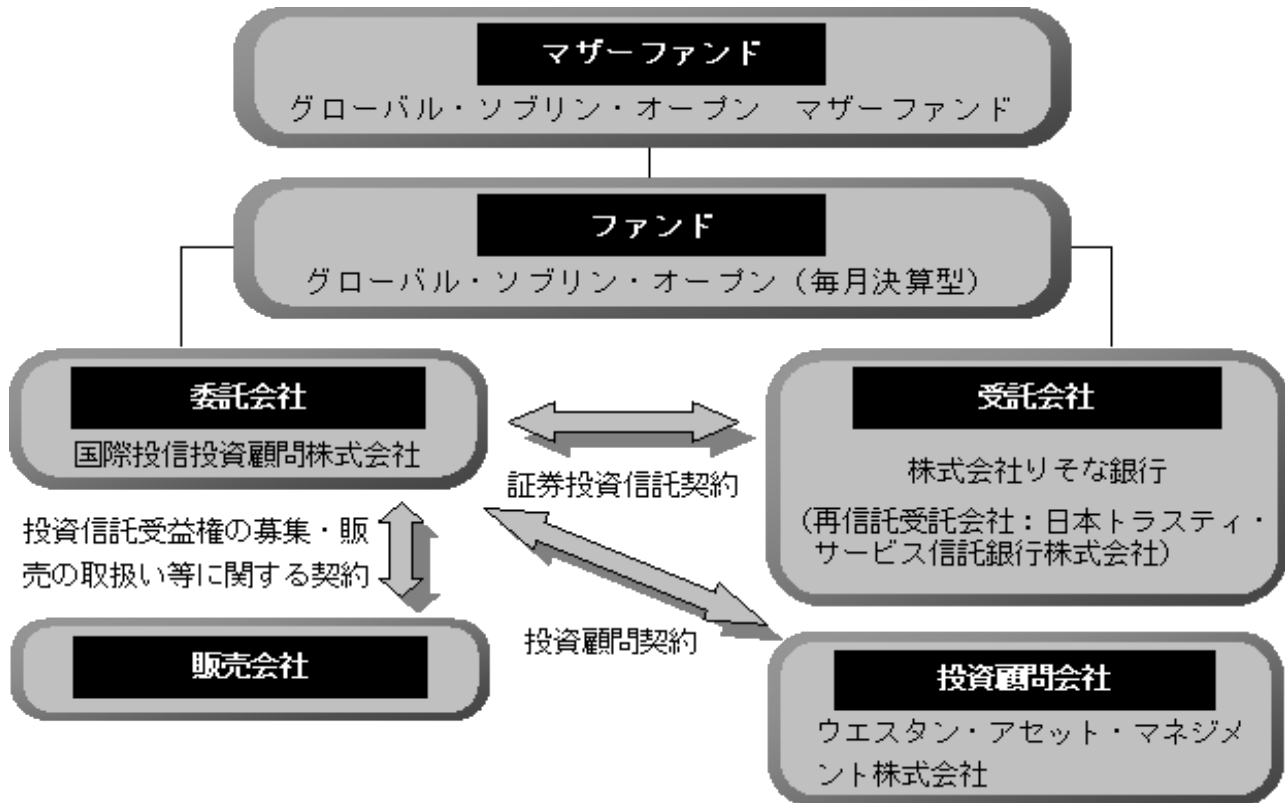 マザーファンド
グローバル・ソブリン・オープン　マザーファンド
ファンド
グローバル・ソブリン・オープン（毎月決算型）
委託会社
国際投信投資顧問株式会社
受託会社
株式会社りそな銀行
（再信託受託会社：日本トラスティ・
サービス信託銀行株式会社）
証券投資信託契約
投資信託受益権の募集・販
売の取扱い等に関する契約
投資顧問契約
販売会社
投資顧問会社
ウエスタン・アセット・マネジメ
ント株式会社